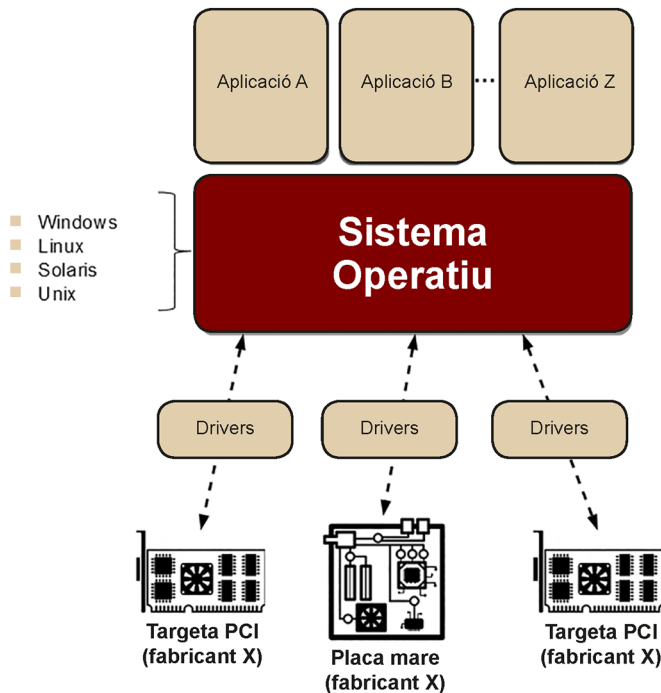 Aplicació A
Aplicació B
...
Aplicació Z
Windows
Linux
Solaris
Unix
Sistema
Operatiu
Drivers
Drivers
Drivers
Targeta PCI
(fabricant X)
Placa mare
(fabricant X)
Targeta PCI
(fabricant X)